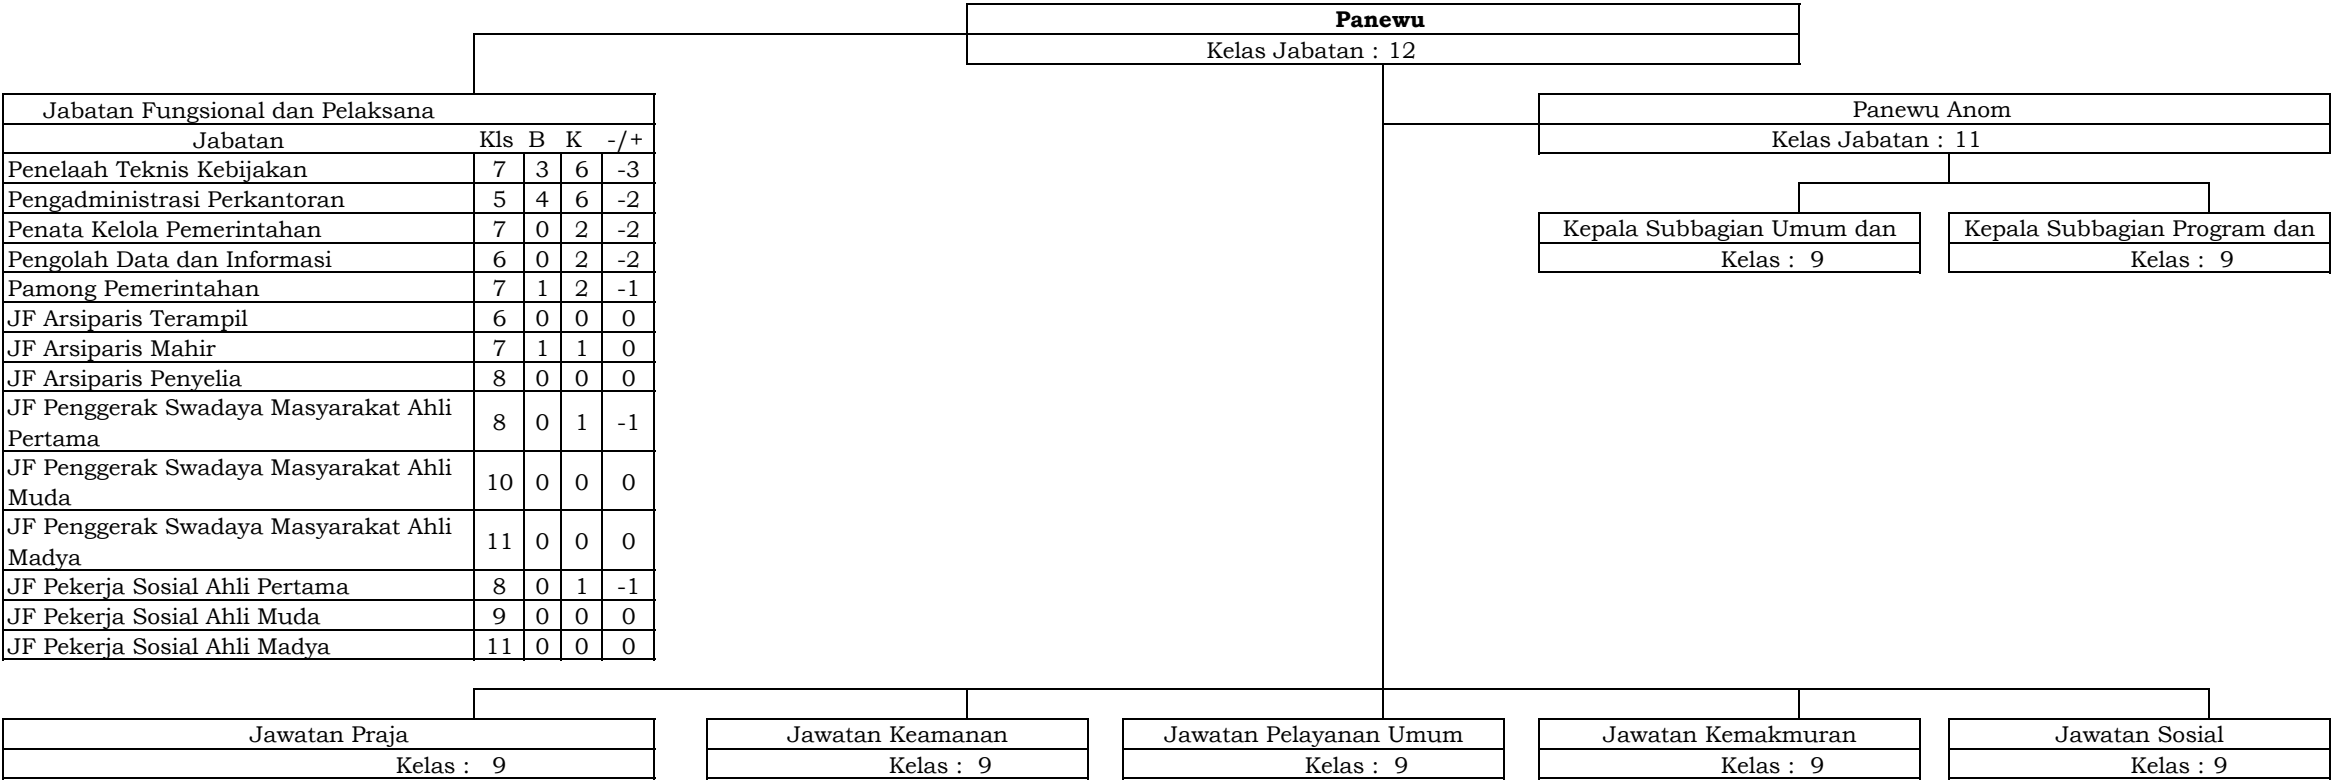 Panewu
Kelas Jabatan : 12
Jabatan Fungsional dan Pelaksana
Jabatan Kls B K -/+
Penelaah Teknis Kebijakan 7 3 6 -3
Pengadministrasi Perkantoran 5 4 6 -2
Penata Kelola Pemerintahan 7 0 2 -2
Pengolah Data dan Informasi 6 0 2 -2
Pamong Pemerintahan 7 1 2 -1
JF Arsiparis Terampil 6 0 0 0
JF Arsiparis Mahir 7 1 1 0
JF Arsiparis Penyelia 8 0 0 0
JF Penggerak Swadaya Masyarakat Ahli
Pertama 8 0 1 -1
JF Penggerak Swadaya Masyarakat Ahli
Muda 10 0 0 0
JF Penggerak Swadaya Masyarakat Ahli
Madya 11 0 0 0
JF Pekerja Sosial Ahli Pertama 8 0 1 -1
JF Pekerja Sosial Ahli Muda 9 0 0 0
JF Pekerja Sosial Ahli Madya 11 0 0 0
Panewu Anom
Kelas Jabatan : 11
Kepala Subbagian Umum dan
Kelas : 9
Kepala Subbagian Program dan
Kelas : 9
Jawatan Praja
Kelas : 9
Jawatan Keamanan
Kelas : 9
Jawatan Pelayanan Umum
Kelas : 9
Jawatan Kemakmuran
Kelas : 9
Jawatan Sosial
Kelas : 9